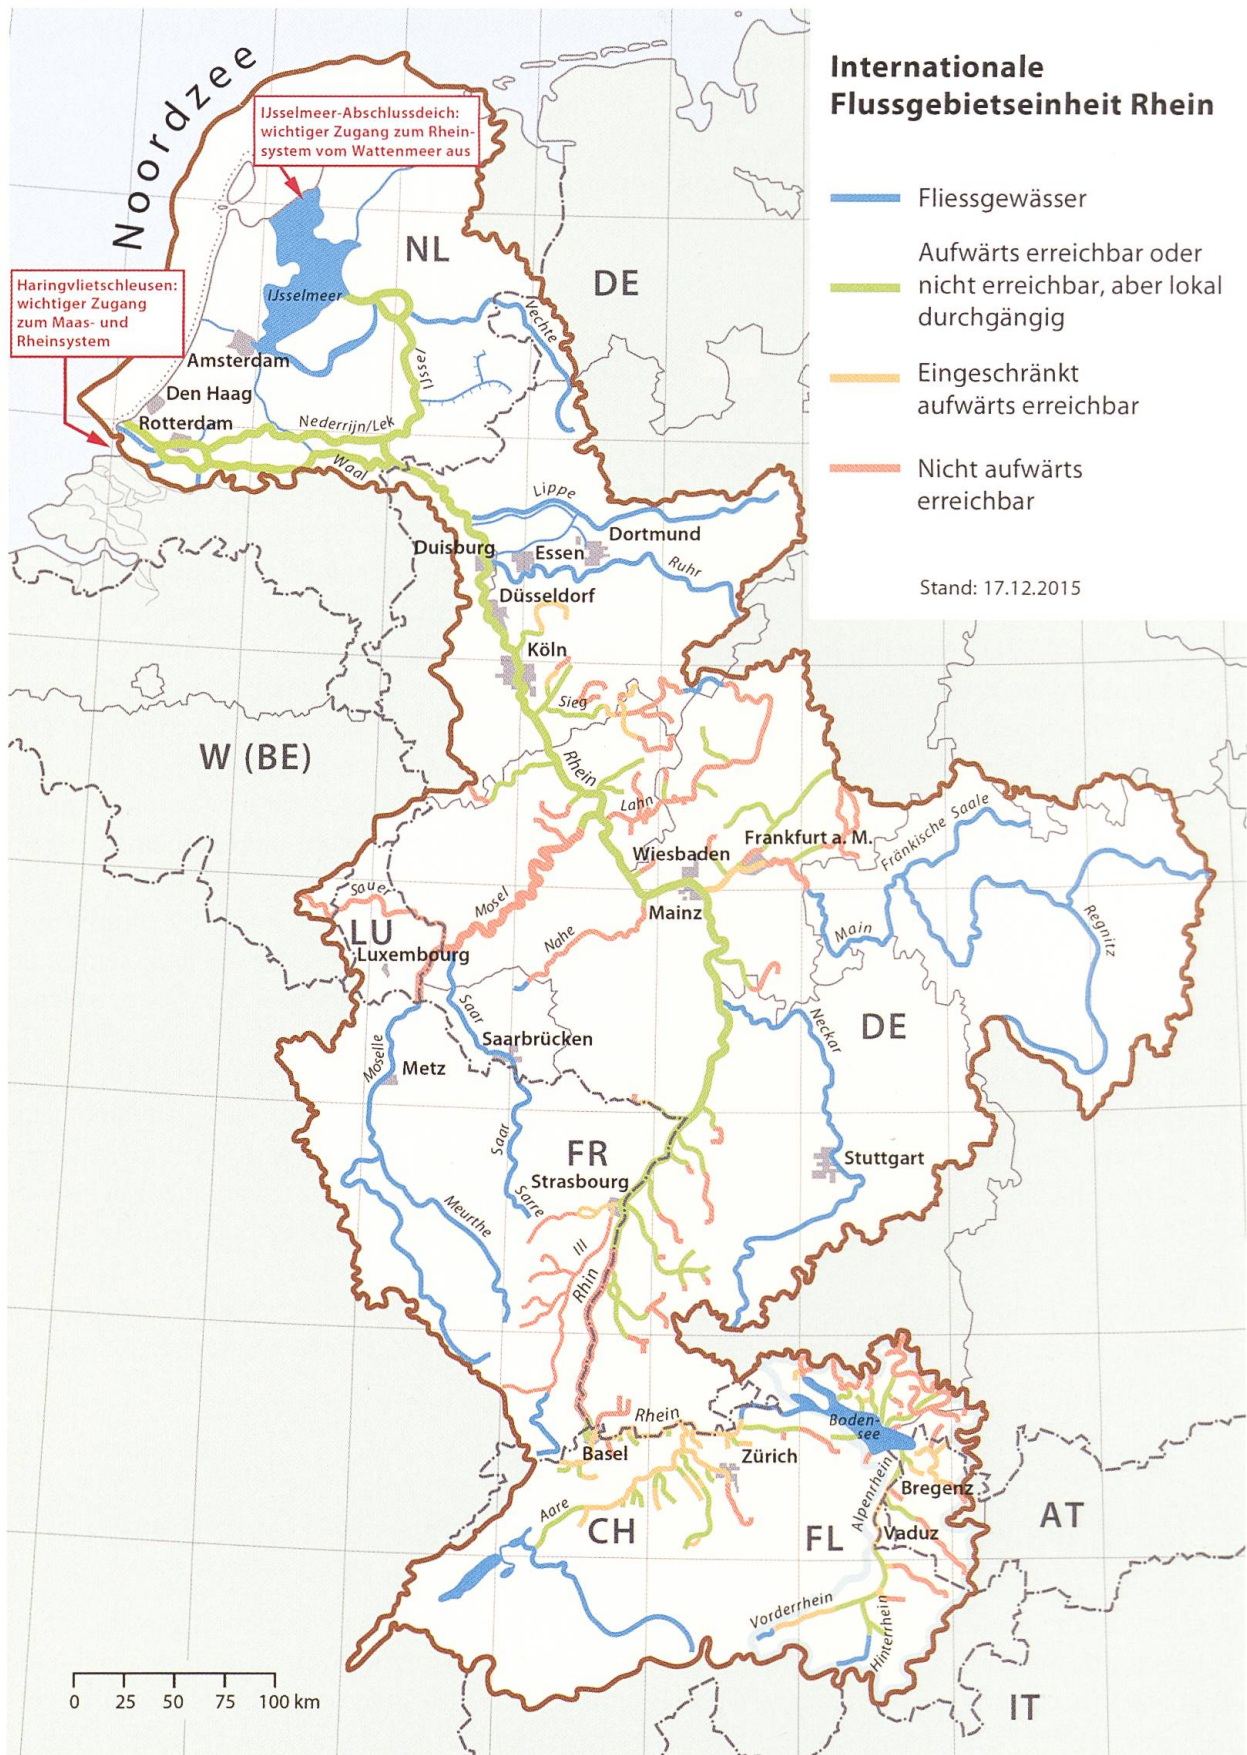 Internationale
Flussgebietseinheit Rhein
Fliessgewässer
Aufwärts erreichbar oder
nicht erreichbar, aber lokal
durchgängig
Eingeschränkt
aufwärts erreichbar
Nicht aufwärts
erreichbar
Stand: 17.12.2015
Noordzee
IJsselmeer-Abschlussdeich:
wichtiger Zugang zum Rhein-
system vom Wattenmeer aus
NL
DE
Haringvlietschleusen:
wichtiger Zugang
zum Maas- und
Rheinsystem
IJsselmeer
Vechte
Amsterdam
IJssel
Den Haag
Rotterdam
Nederrijn/Lek
Waal
Lippe
Dortmund
Duisburg
Essen
Ruhr
Düsseldorf
Köln
Sieg
W (BE)
Rhein
Lahn
Frankfurt a. M.
Fränkische Saale
Wiesbaden
Sauer
Mosel
Mainz
Regnitz
LU
Luxembourg
Nahe
Main
Saar
Neckar
DE
Saarbrücken
Moselle
Metz
Saar
FR
Stuttgart
Strasbourg
Sarre
Meurthe
Ill
Rhin
Rhein
Boden-
see
Basel
Zürich
Alpenrhein
Bregenz
Aare
CH
FL
Vaduz
AT
Vorderrhein
Hinterrhein
IT
0 25 50 75 100 km